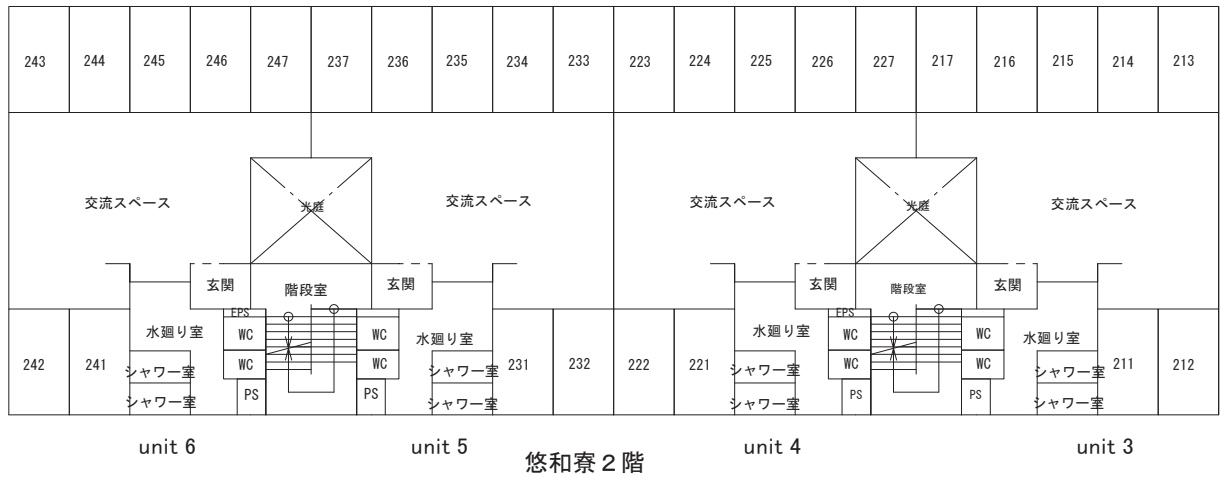 243 244 245 246 247 237 236 235 234 233 223 224 225 226 227 217 216 215 214 213
交流スペース 光庭 交流スペース 交流スペース 光庭 交流スペース
玄関 階段室 玄関 玄関 階段室 玄関
EPS EPS
水廻り室 WC WC 水廻り室 水廻り室 WC WC 水廻り室
242 241 シャワー室 WC WC シャワー室 231 232 222 221 シャワー室 WC WC シャワー室 211 212
シャワー室 PS PS シャワー室 シャワー室 PS PS シャワー室
unit 6 unit 5 unit 4 unit 3
悠和寮2階